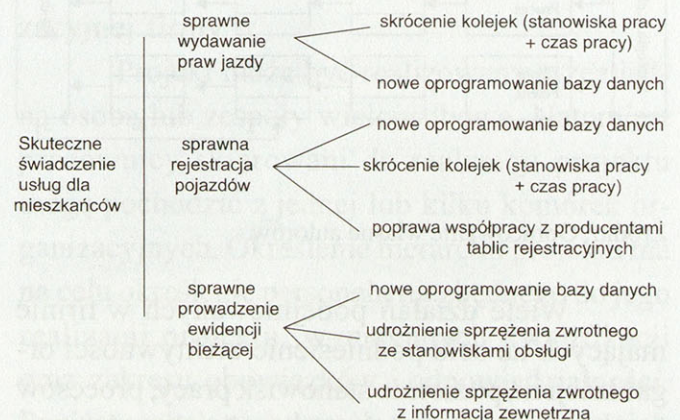 Skuteczne
świadczenie
usług dla
mieszkańców
sprawne
wydawanie
praw jazdy
skrócenie kolejek (stanowiska pracy
+ czas pracy)
nowe oprogramowanie bazy danych
sprawna
rejestracja
pojazdów
nowe oprogramowanie bazy danych
skrócenie kolejek (stanowiska pracy
+ czas pracy)
poprawa współpracy z producentami
tablic rejestracyjnych
sprawne
prowadzenie
ewidencji
bieżącej
nowe oprogramowanie bazy danych
udrożnienie sprzężenia zwrotnego
ze stanowiskami obsługi
udrożnienie sprzężenia zwrotnego
z informacją zewnętrzną